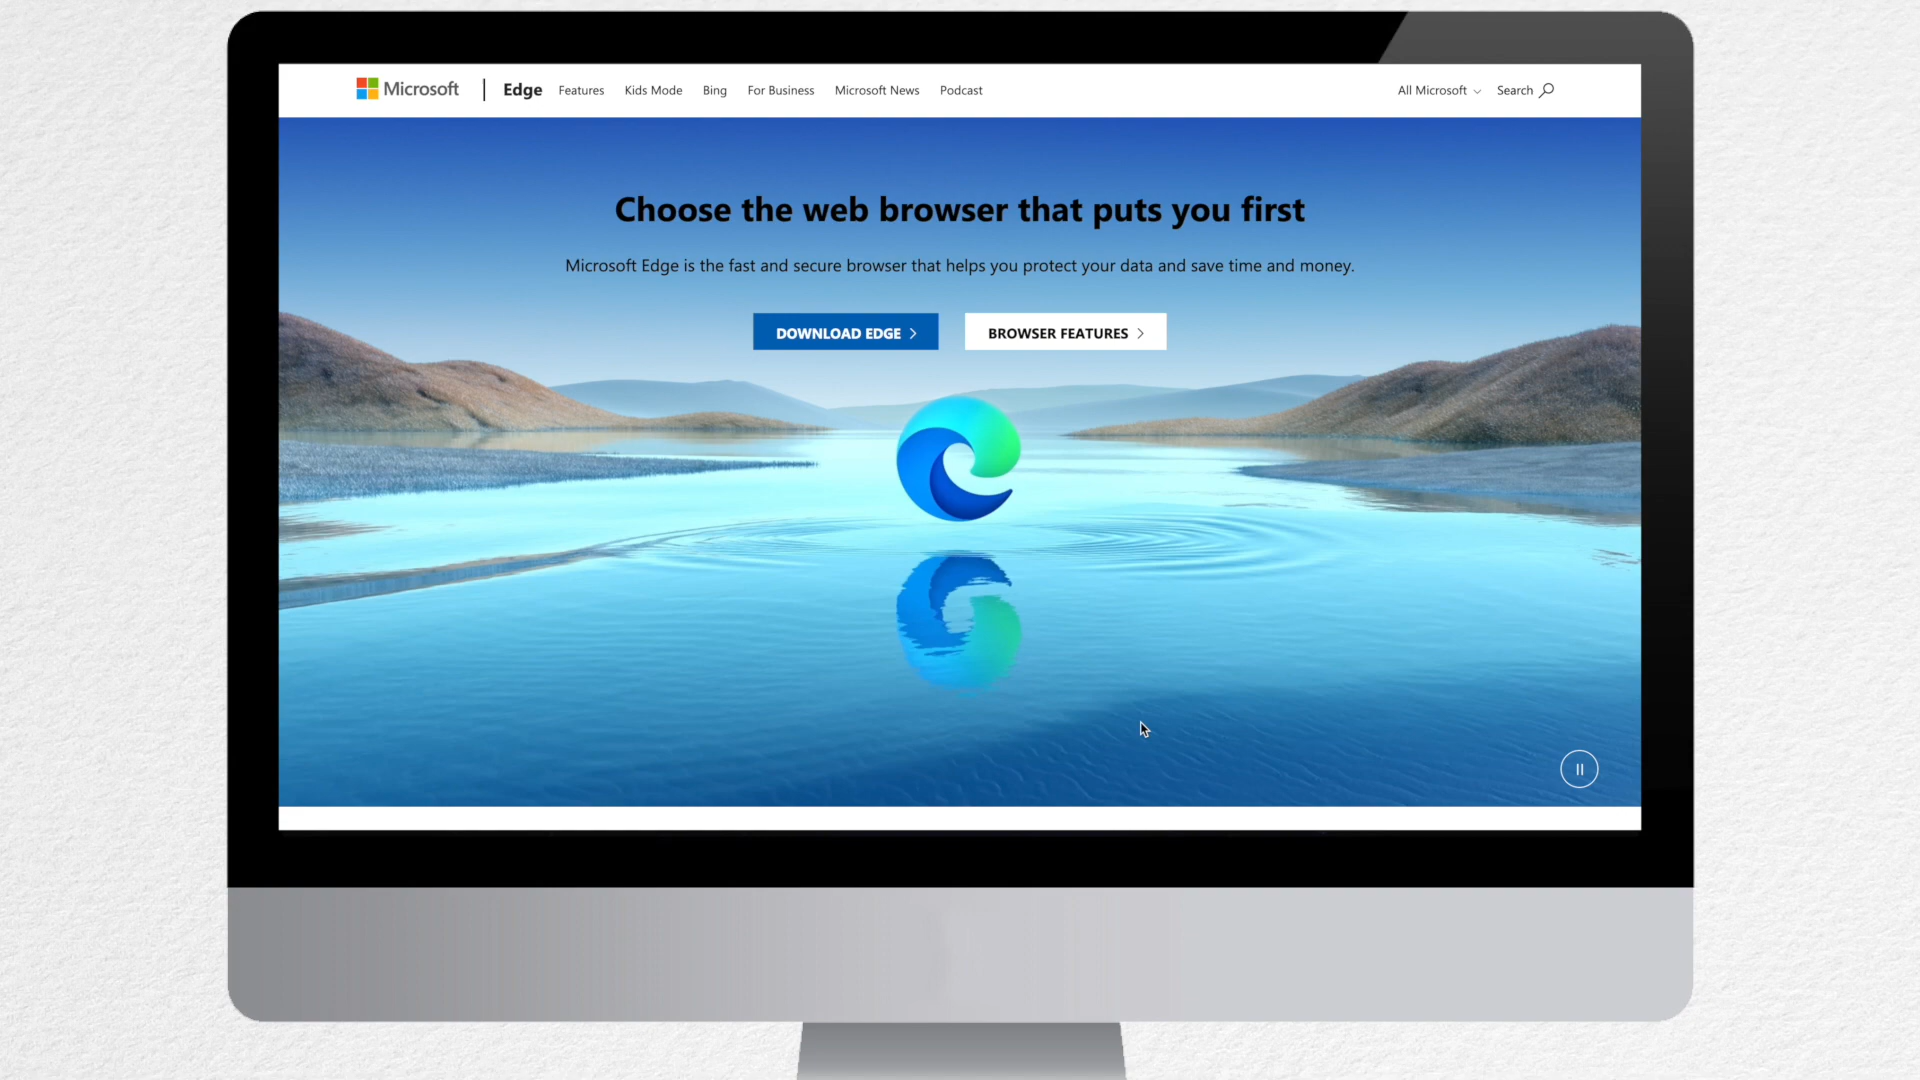 Microsoft | Edge Features Kids Mode Bing For Business Microsoft News Podcast All Microsoft Search
Choose the web browser that puts you first
Microsoft Edge is the fast and secure browser that helps you protect your data and save time and money.
DOWNLOAD EDGE > BROWSER FEATURES >